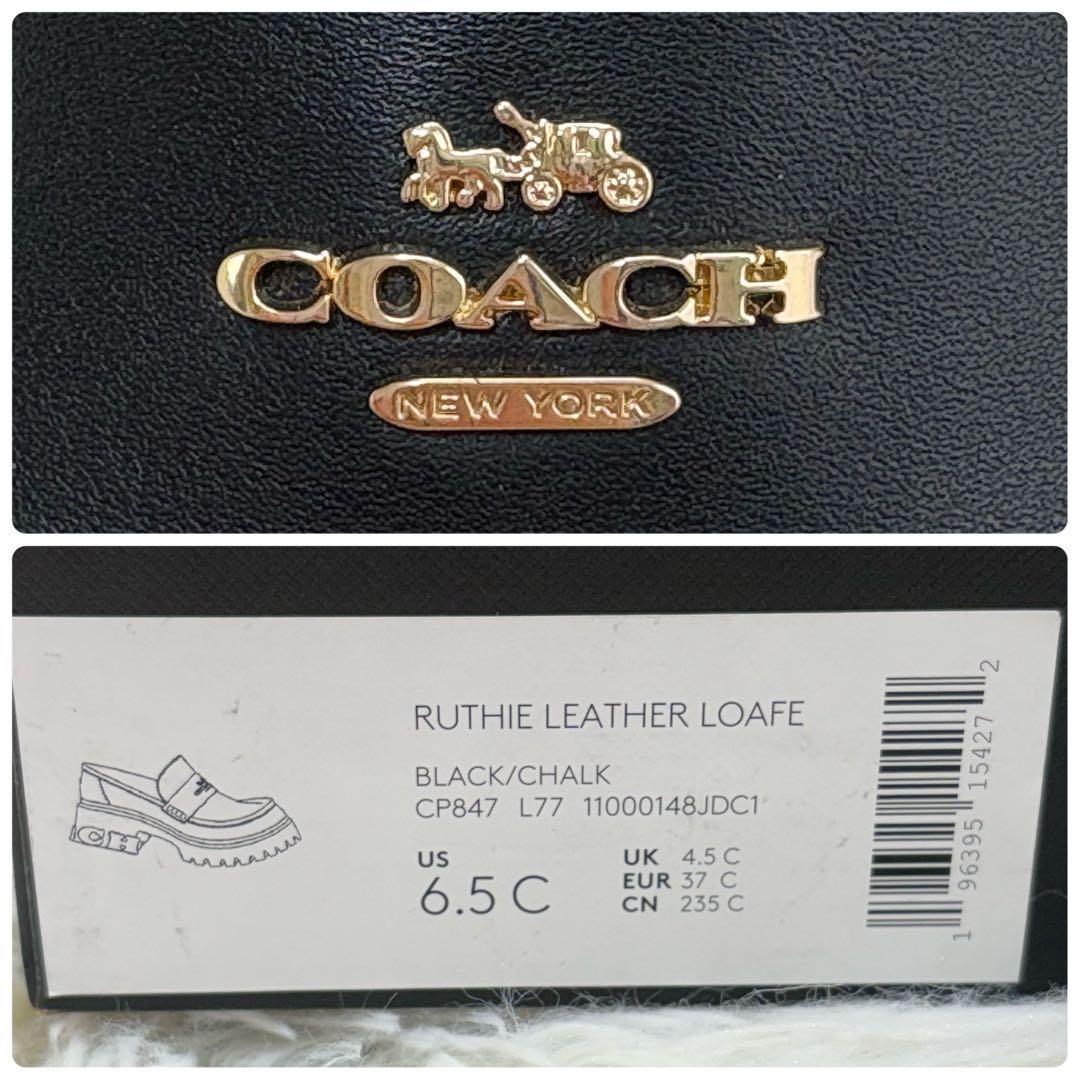 COACH
NEW YORK
RUTHIE LEATHER LOAFE
BLACK/CHALK
CP847 L77 11000148JDC1
US
6.5 C
UK 4.5 C
EUR 37 C
CN 235 C
CH
1 96395 15427 2